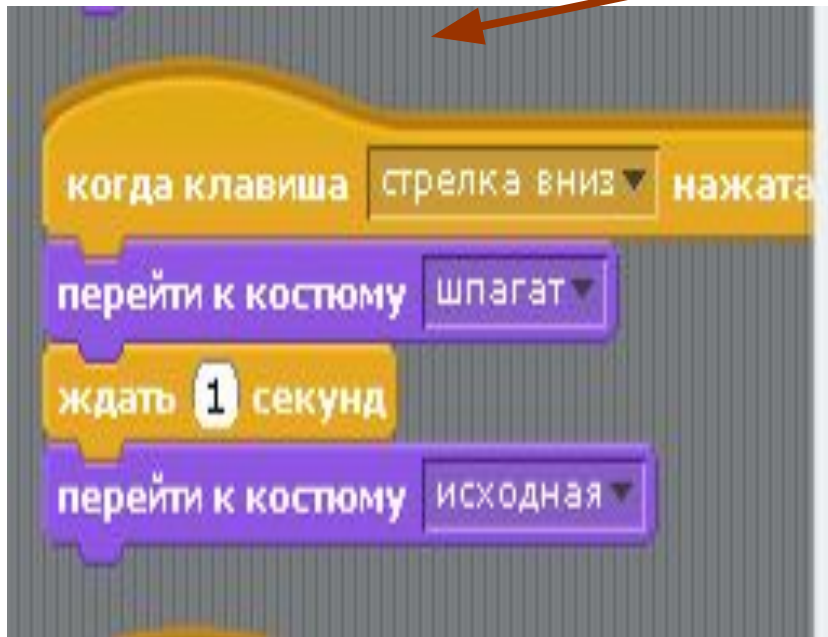 когда клавиша стрелка вниз нажата
перейти к костюму шпагат
ждать 1 секунд
перейти к костюму исходная